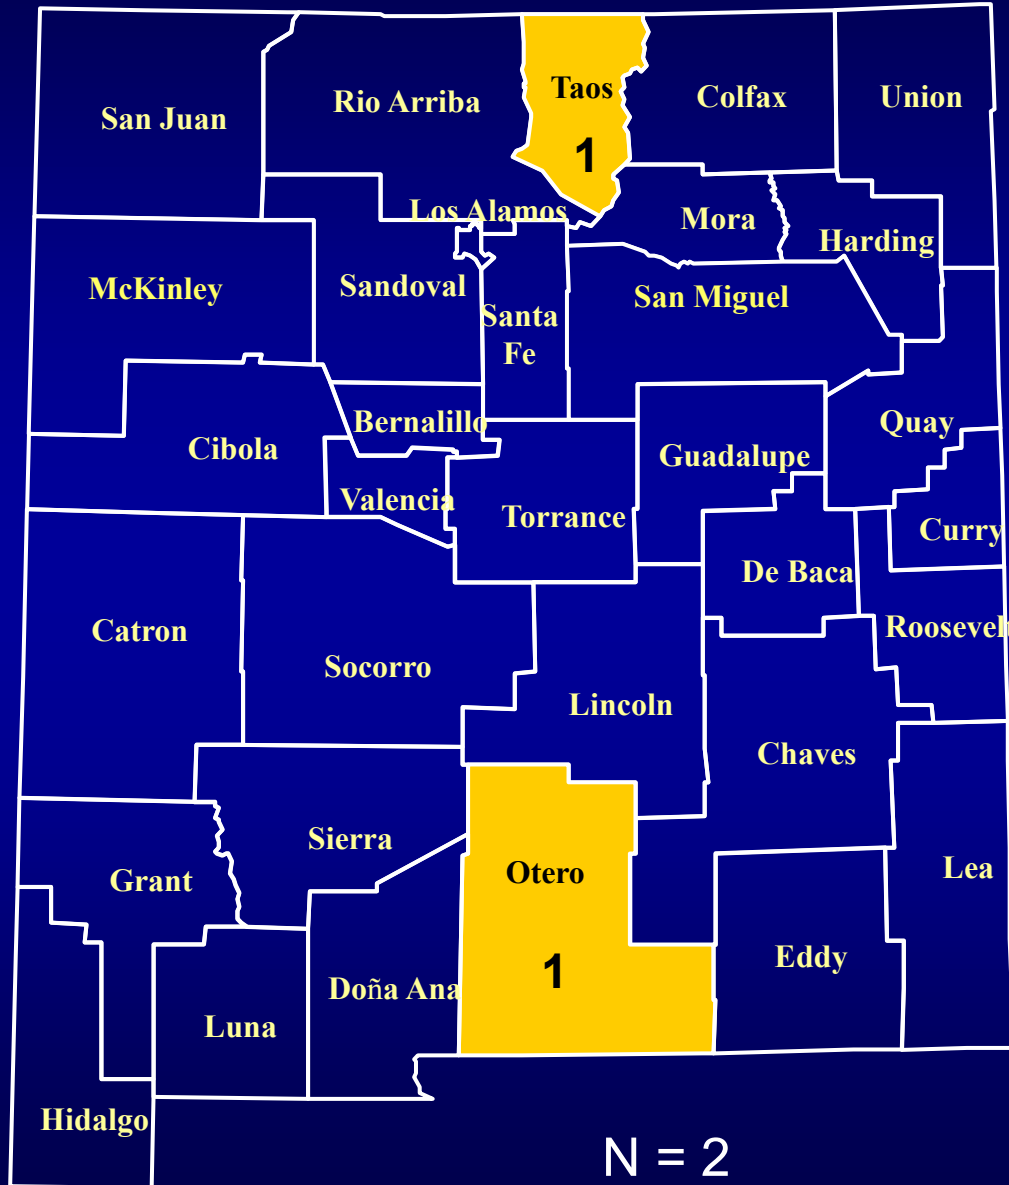 San Juan
Rio Arriba
Taos
1
Colfax
Union
Los Alamos
Mora
Harding
McKinley
Sandoval
Santa
Fe
San Miguel
Bernalillo
Cibola
Guadalupe
Quay
Valencia
Torrance
Curry
De Baca
Catron
Socorro
Roosevelt
Lincoln
Chaves
Sierra
Otero
1
Grant
Lea
Eddy
Doña Ana
Luna
Hidalgo
N = 2